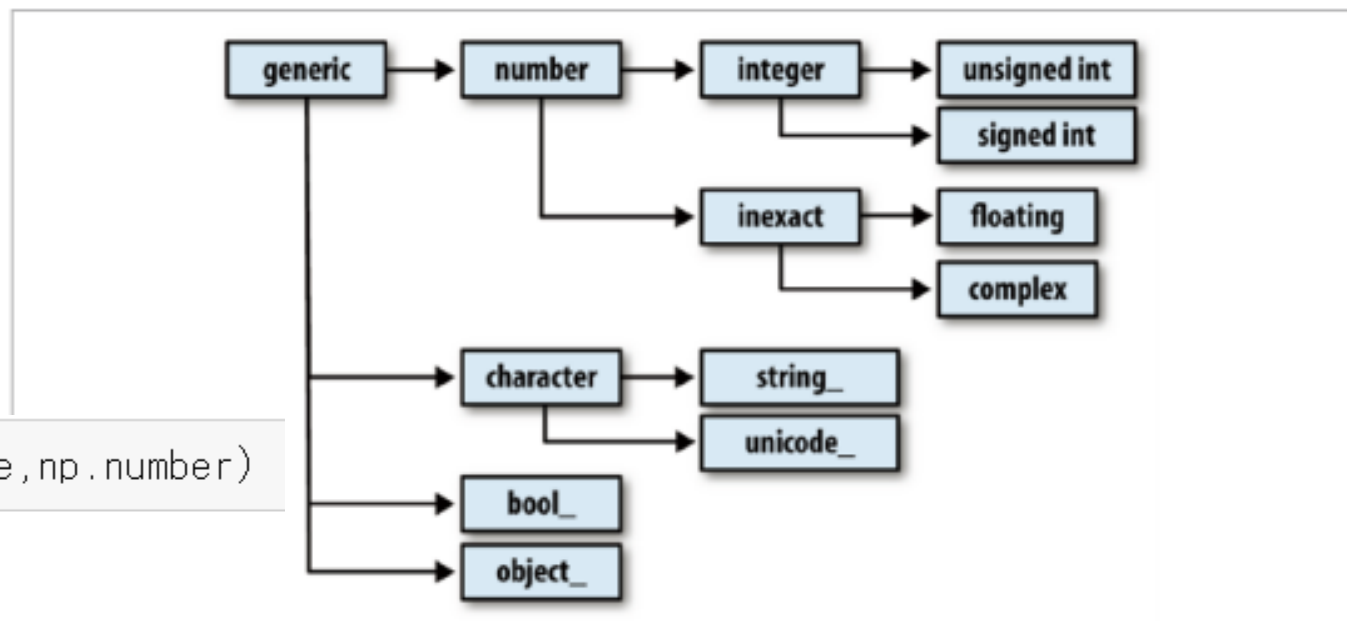 generic number integer unsigned int
signed int
inexact floating
complex
character string_
unicode_
e,np.number)
bool_
object_